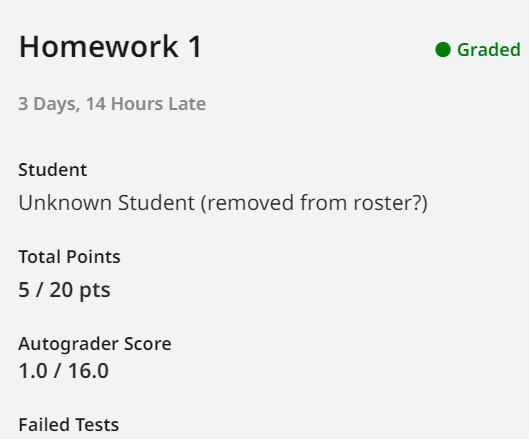 Homework 1
Graded
3 Days, 14 Hours Late
Student
Unknown Student (removed from roster?)
Total Points
5 / 20 pts
Autograder Score
1.0 / 16.0
Failed Tests